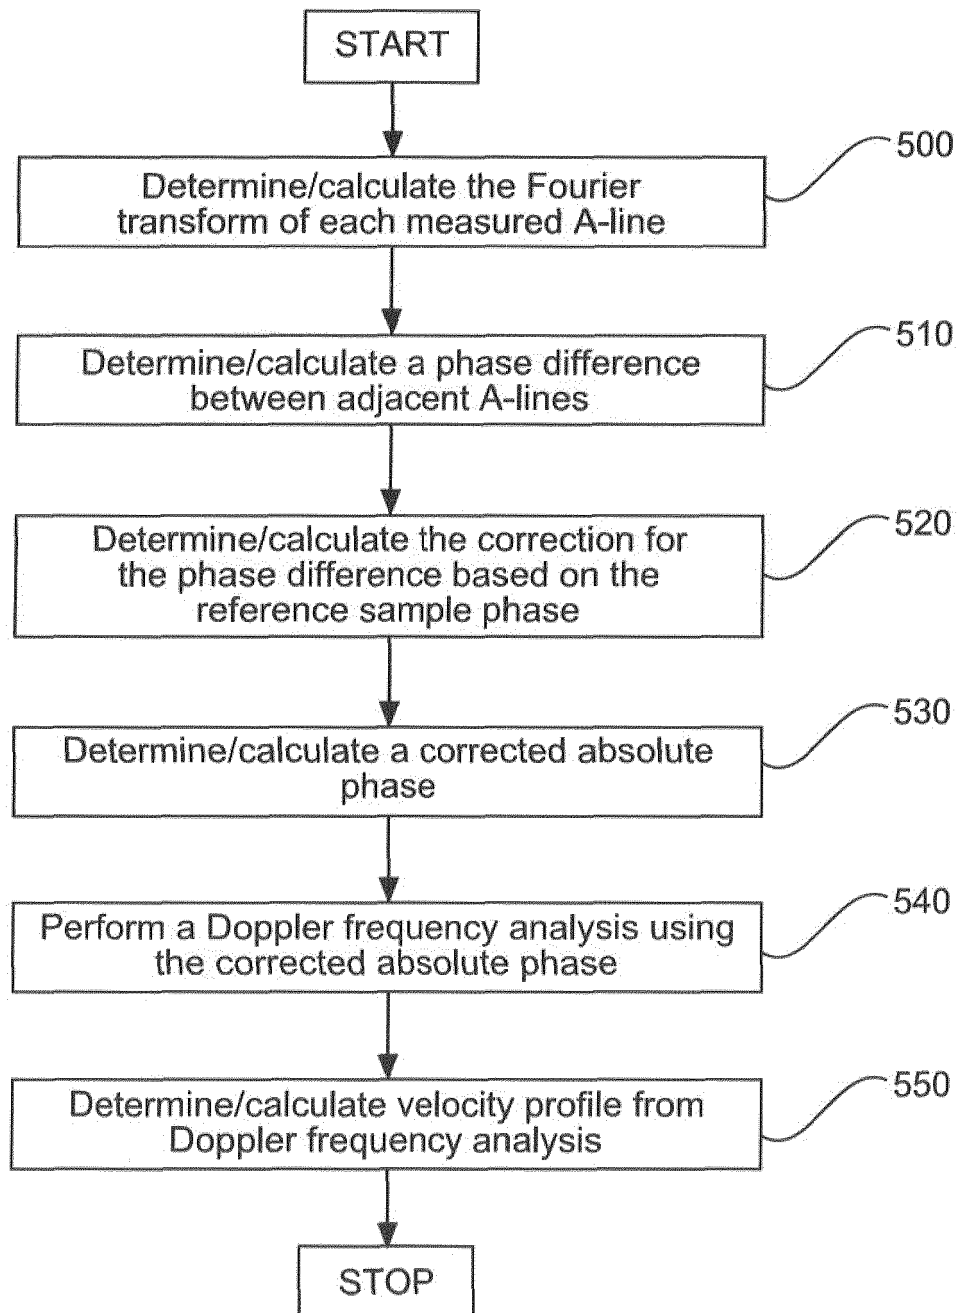 START
500
Determine/calculate the Fourier
transform of each measured A-line
510
Determine/calculate a phase difference
between adjacent A-lines
520
Determine/calculate the correction for
the phase difference based on the
reference sample phase
530
Determine/calculate a corrected absolute
phase
540
Perform a Doppler frequency analysis using
the corrected absolute phase
550
Determine/calculate velocity profile from
Doppler frequency analysis
STOP